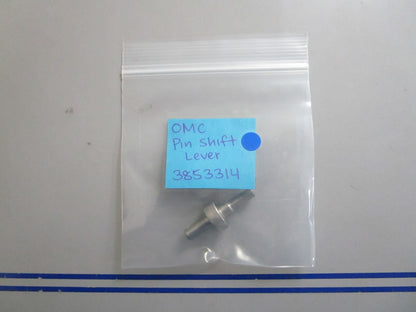 OMC
Pin Shift
Lever
3853314